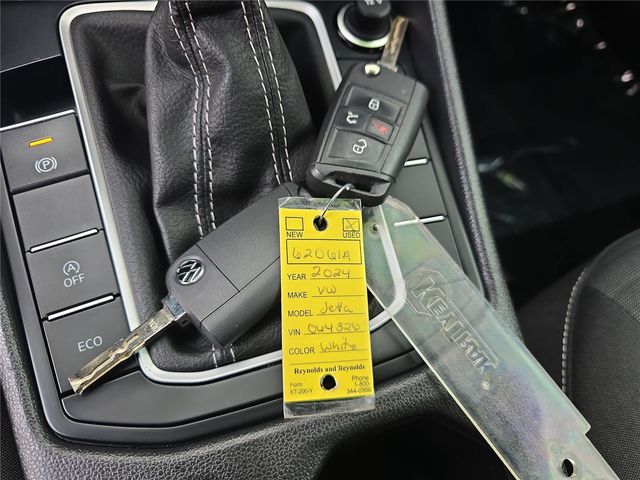 (P)
A
OFF
ECO
NEW USED
62061A
YEAR 2024
MAKE VW
MODEL Jetta
VIN 044326
COLOR White
Reynolds and Reynolds
Form Phone
KT-200-Y 1-800-
344-0996
KEYTRAK